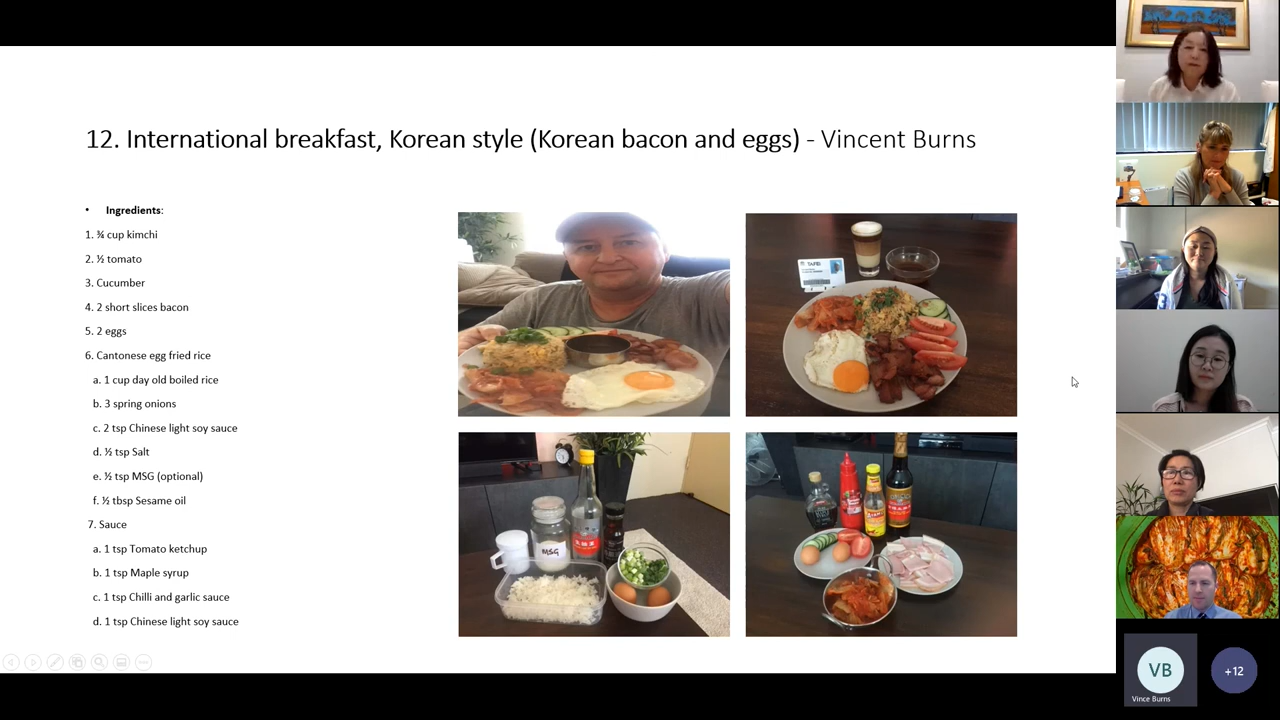 12. International breakfast, Korean style (Korean bacon and eggs) - Vincent Burns
• Ingredients:
1. ¾ cup kimchi
2. ½ tomato
3. Cucumber
4. 2 short slices bacon
5. 2 eggs
6. Cantonese egg fried rice
a. 1 cup day old boiled rice
b. 3 spring onions
c. 2 tsp Chinese light soy sauce
d. ½ tsp Salt
e. ½ tsp MSG (optional)
f. ½ tbsp Sesame oil
7. Sauce
a. 1 tsp Tomato ketchup
b. 1 tsp Maple syrup
c. 1 tsp Chilli and garlic sauce
d. 1 tsp Chinese light soy sauce
TAFE
MSG
VB
Vince Burns
+12